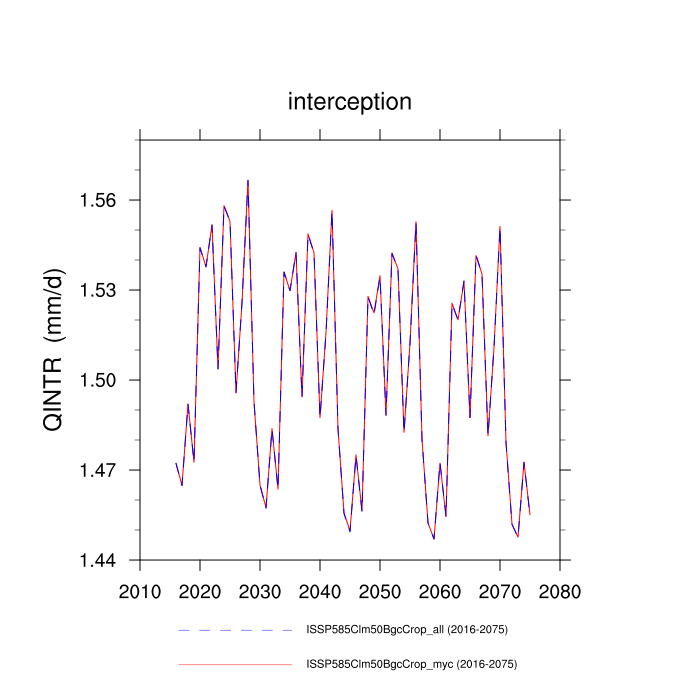 interception
1.56
1.53
1.50
1.47
1.44
QINTR (mm/d)
2010 2020 2030 2040 2050 2060 2070 2080
ISSP585Clm50BgcCrop_all (2016-2075)
ISSP585Clm50BgcCrop_myc (2016-2075)